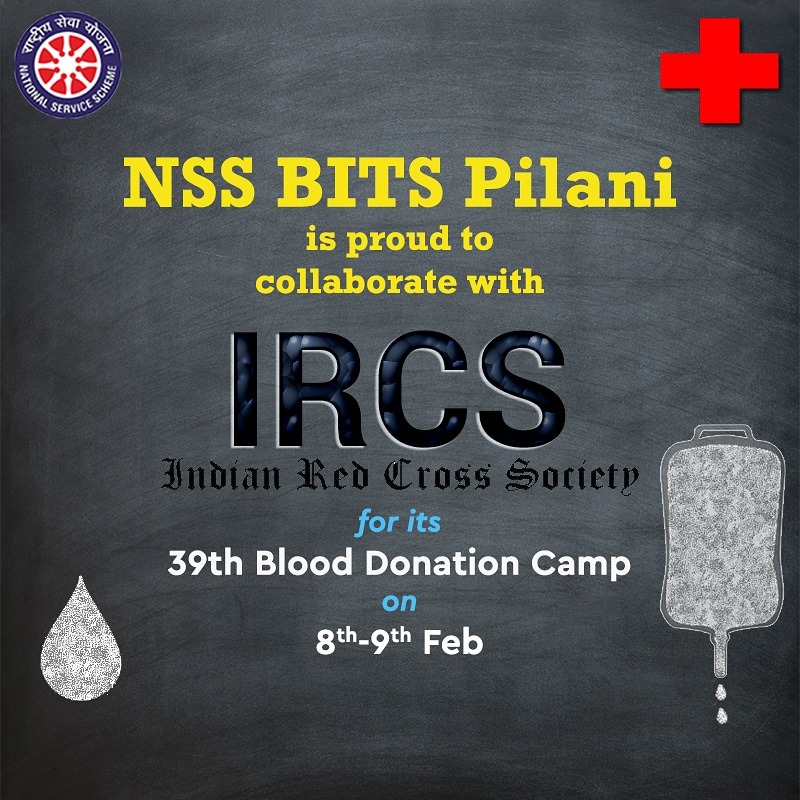 राष्ट्रीय सेवा योजना
NATIONAL SERVICE SCHEME
NSS BITS Pilani
is proud to
collaborate with
IRCS
Indian Red Cross Society
for its
39th Blood Donation Camp
on
8th-9th Feb